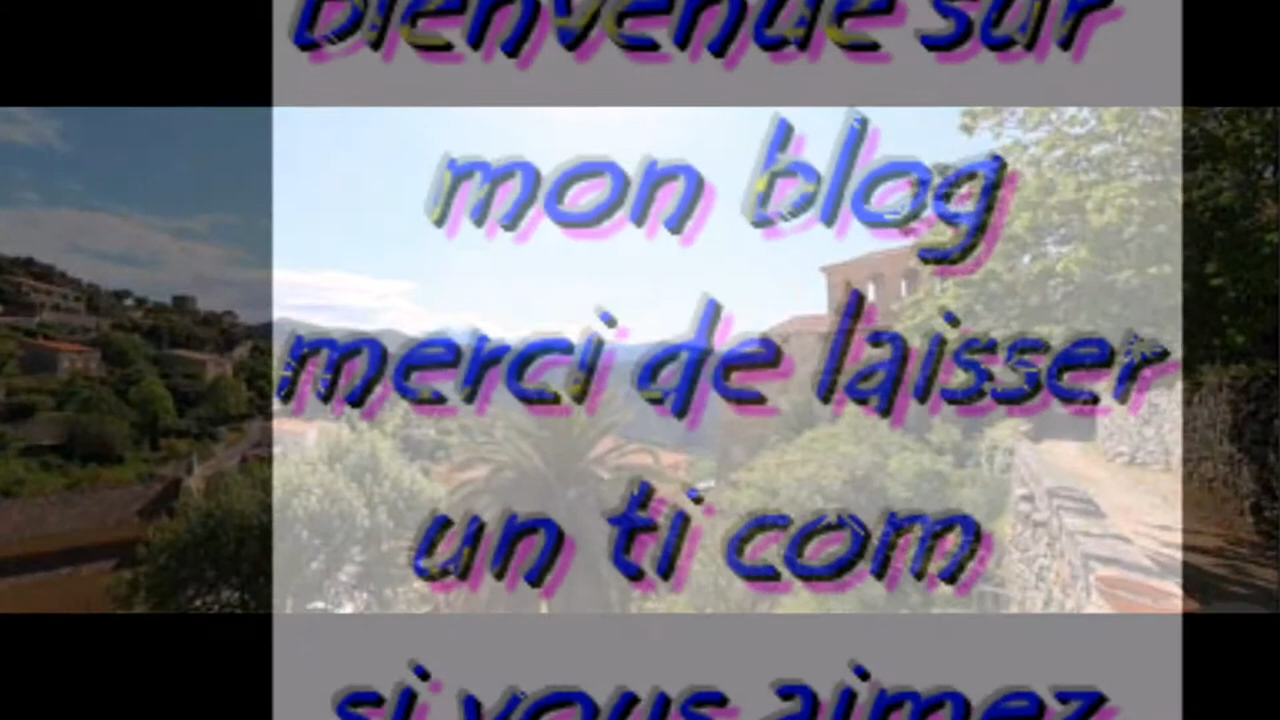 bienvenue sur
mon blog
merci de laisser
un ti com
si vous aimez